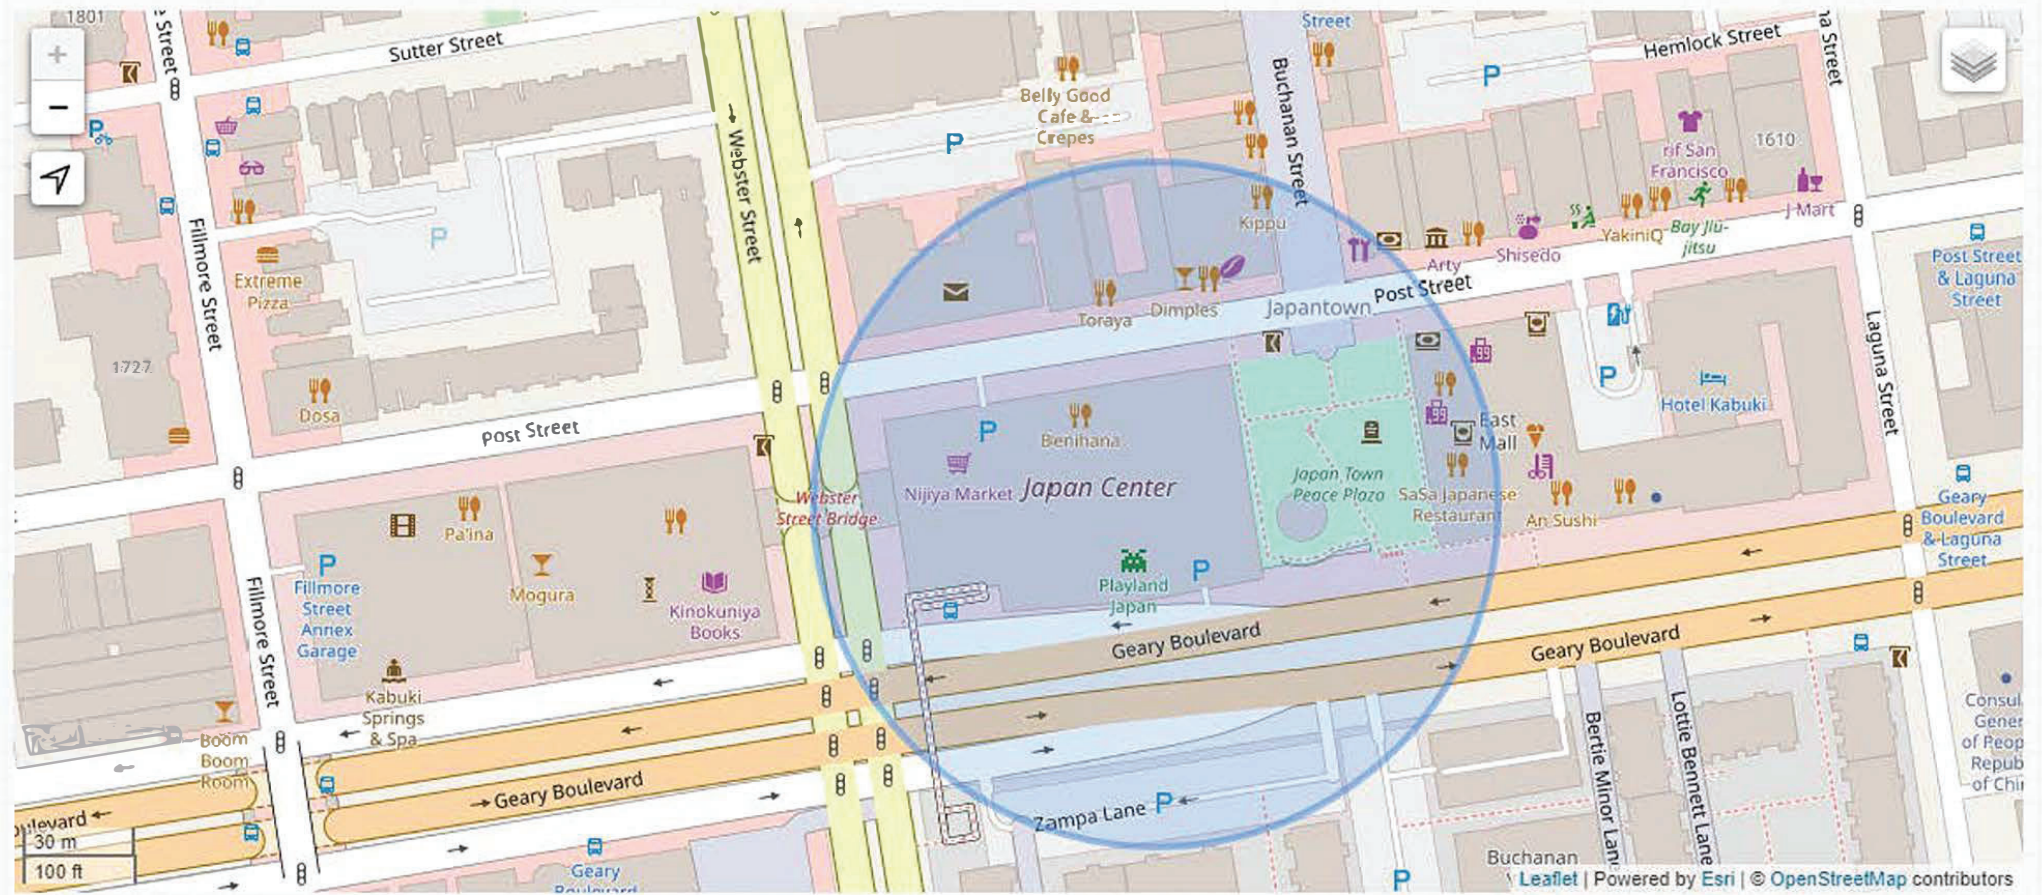 1801
e Street
Sutter Street
Street
Hemlock Street
na Street
+
−
P
P
P
Belly Good
Cafe &
Crepes
Buchanan Street
rif San
Francisco
1610
Webster Street
Kippu
J Mart
YakiniQ
Bay Jiu-
jitsu
Shisedo
Arty
Fillmore Street
P
Extreme
Pizza
Toraya
Dimples
Japantown
Post Street
Post Street
& Laguna
Street
1727
Dosa
Post Street
P
Benihana
Nijiya Market
Japan Center
Japan Town
Peace Plaza
East
Mall
SaSa Japanese
Restaurant
An Sushi
P
Hotel Kabuki
Laguna Street
Webster
Street Bridge
Geary
Boulevard
& Laguna
Street
Pa'ina
P
Fillmore
Street
Annex
Garage
Mogura
Kinokuniya
Books
Playland
Japan
P
Fillmore Street
Kabuki
Springs
& Spa
Geary Boulevard
Geary Boulevard
Boom
Boom
Room
Geary Boulevard
Zampa Lane
P
Bertie Minor Lane
Lottie Bennett Lane
Consul
Gener
of Peop
Repub
of Chi
oulevard
30 m
100 ft
Geary
Boulevard
Buchanan
P
Leaflet | Powered by Esri | © OpenStreetMap contributors